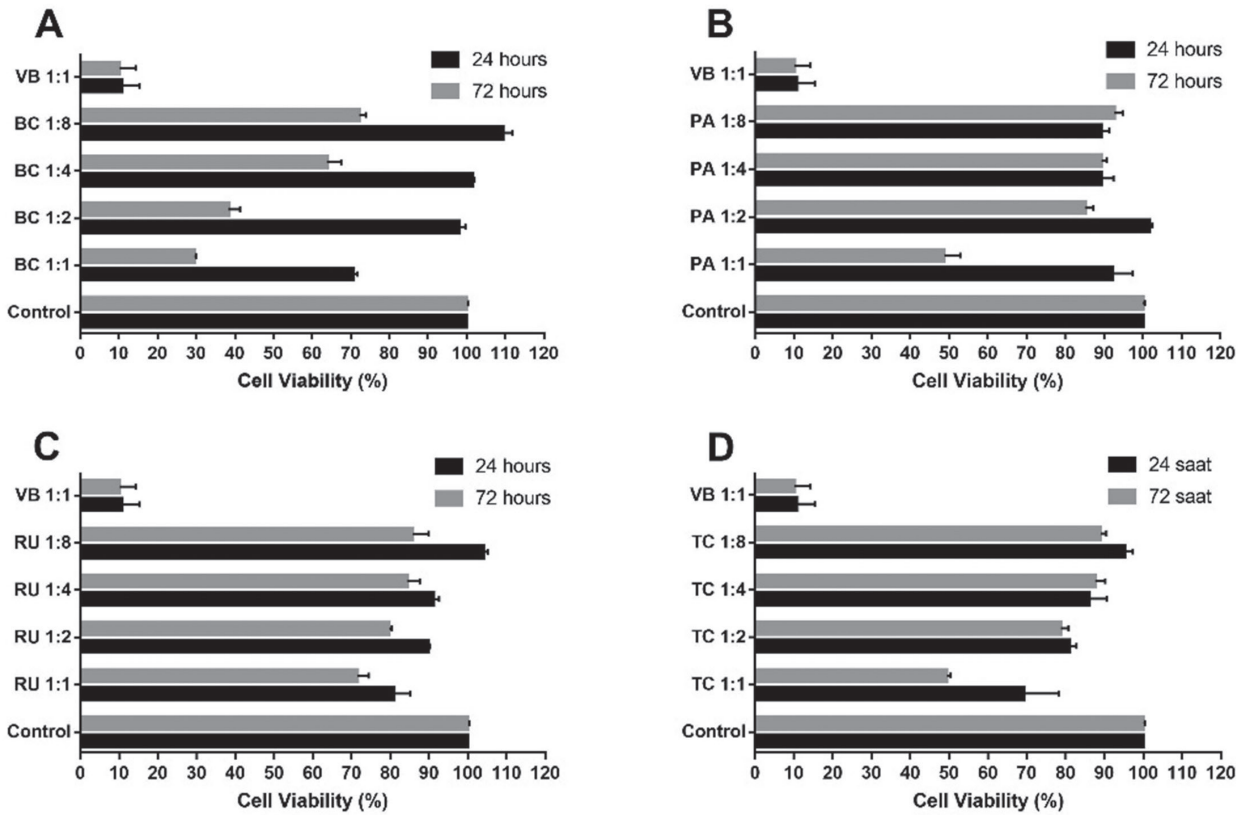 A
24 hours
72 hours
VB 1:1
BC 1:8
BC 1:4
BC 1:2
BC 1:1
Control
0 10 20 30 40 50 60 70 80 90 100 110 120
Cell Viability (%)
B
24 hours
72 hours
VB 1:1
PA 1:8
PA 1:4
PA 1:2
PA 1:1
Control
0 10 20 30 40 50 60 70 80 90 100 110 120
Cell Viability (%)
C
24 hours
72 hours
VB 1:1
RU 1:8
RU 1:4
RU 1:2
RU 1:1
Control
0 10 20 30 40 50 60 70 80 90 100 110 120
Cell Viability (%)
D
24 saat
72 saat
VB 1:1
TC 1:8
TC 1:4
TC 1:2
TC 1:1
Control
0 10 20 30 40 50 60 70 80 90 100 110 120
Cell Viability (%)